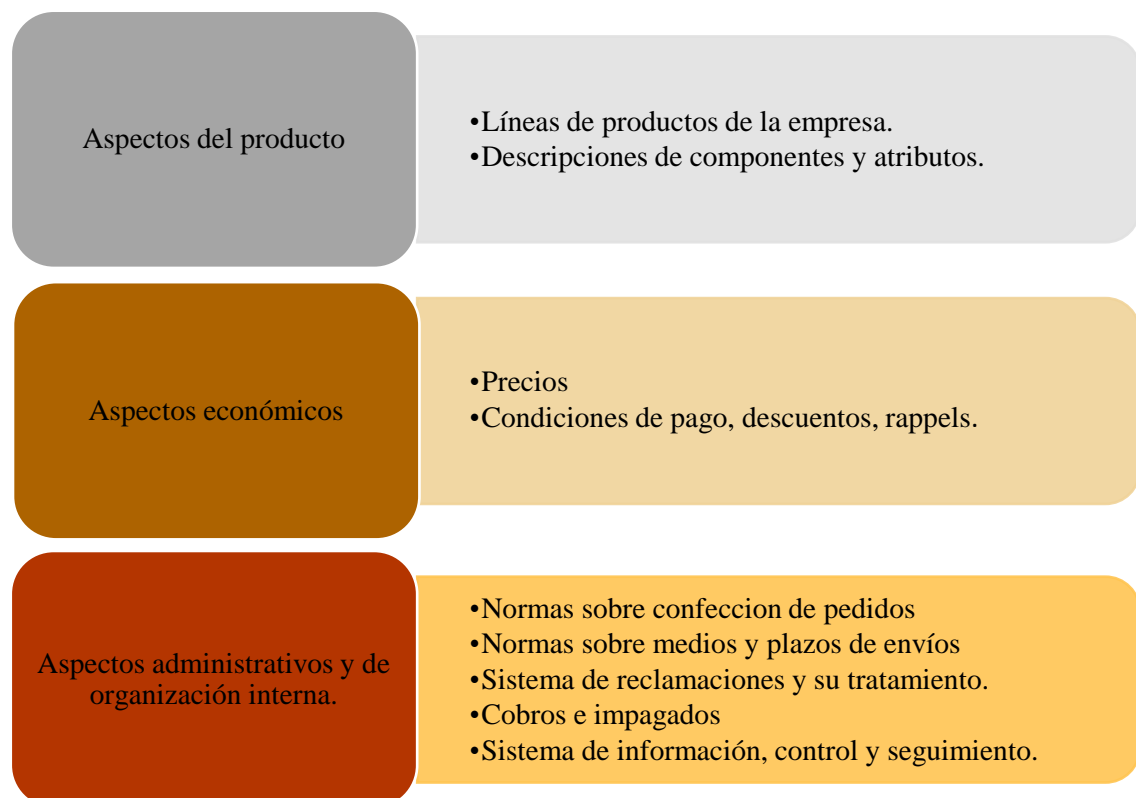 Aspectos del producto
•Líneas de productos de la empresa.
•Descripciones de componentes y atributos.
Aspectos económicos
•Precios
•Condiciones de pago, descuentos, rappels.
Aspectos administrativos y de
organización interna.
•Normas sobre confeccion de pedidos
•Normas sobre medios y plazos de envíos
•Sistema de reclamaciones y su tratamiento.
•Cobros e impagados
•Sistema de información, control y seguimiento.